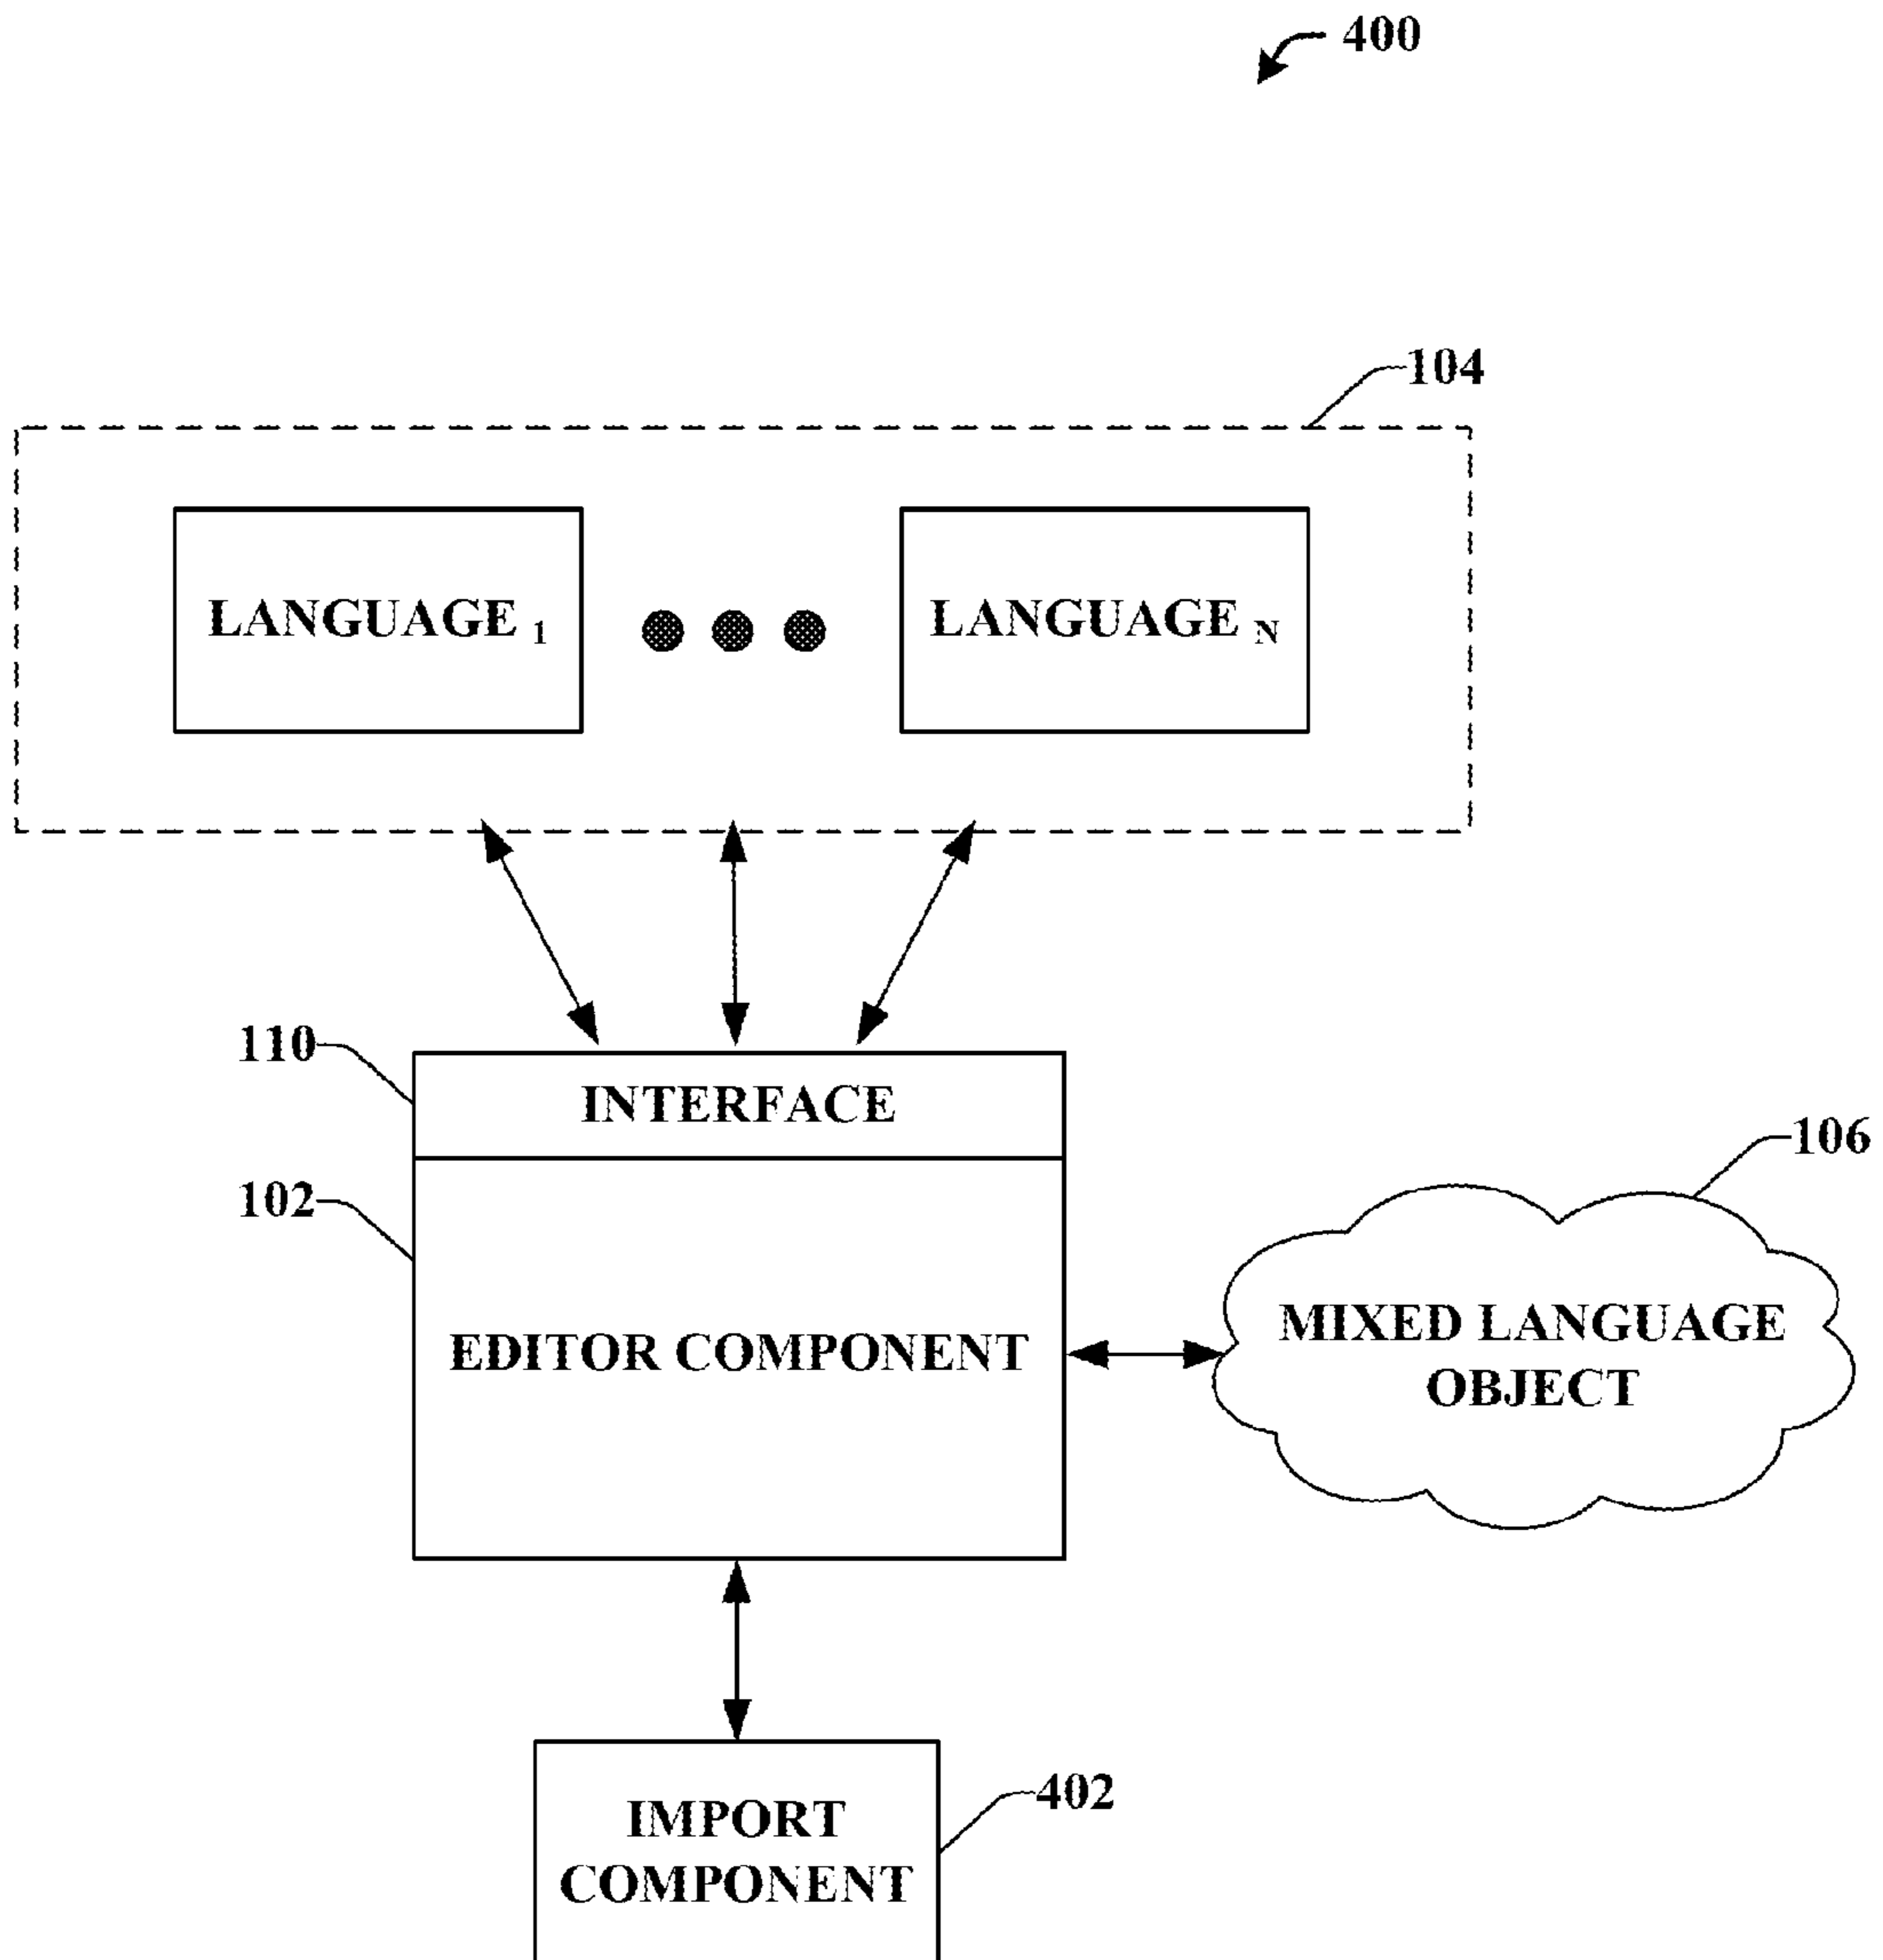 400
104
LANGUAGE 1
LANGUAGE N
110
INTERFACE
106
102
EDITOR COMPONENT
MIXED LANGUAGE
OBJECT
402
IMPORT
COMPONENT